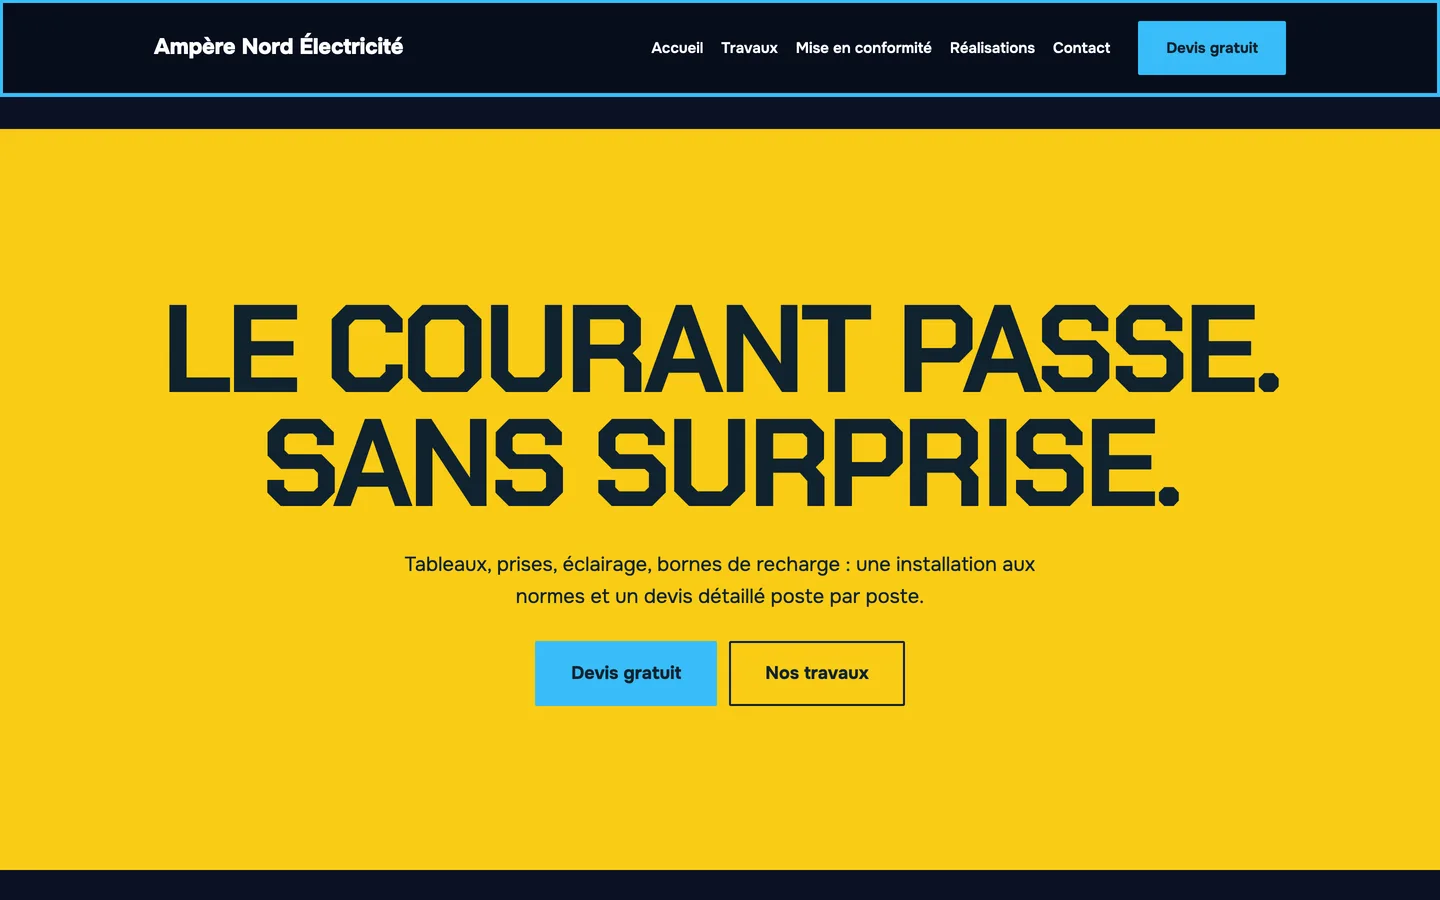 Ampère Nord Électricité
Accueil Travaux Mise en conformité Réalisations Contact Devis gratuit
LE COURANT PASSE.
SANS SURPRISE.
Tableaux, prises, éclairage, bornes de recharge : une installation aux
normes et un devis détaillé poste par poste.
Devis gratuit Nos travaux